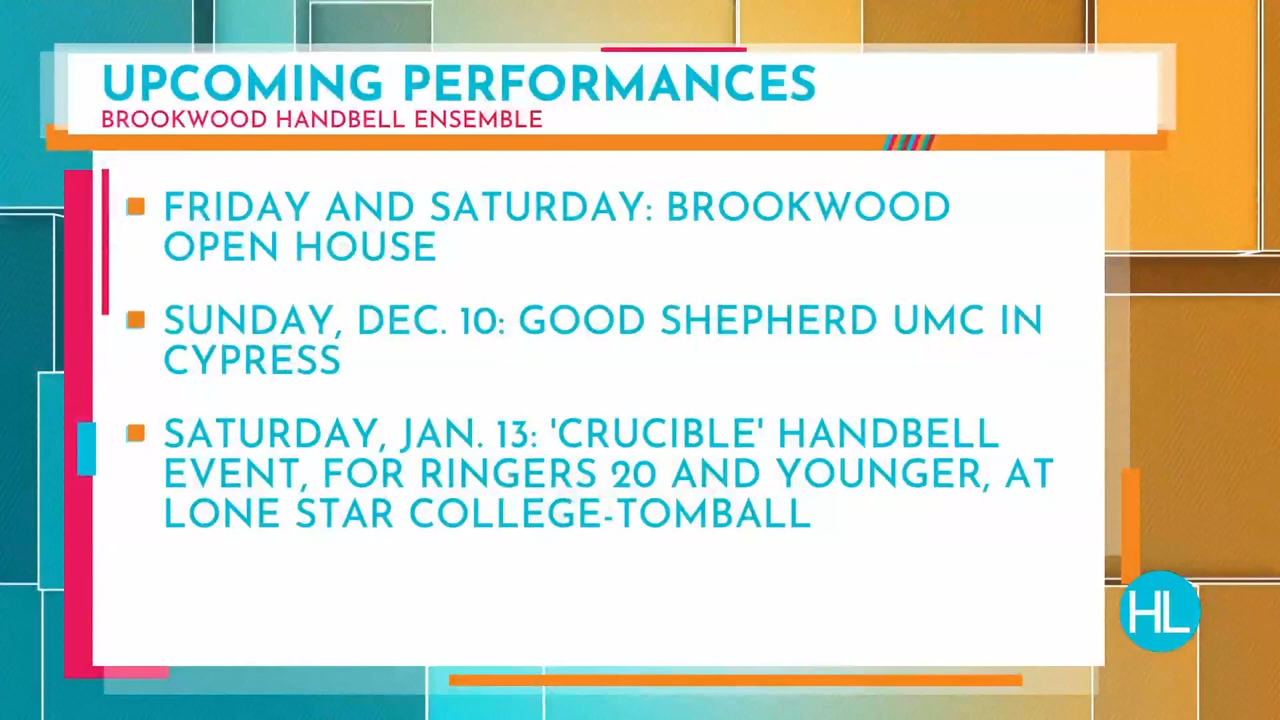 UPCOMING PERFORMANCES
BROOKWOOD HANDBELL ENSEMBLE
FRIDAY AND SATURDAY: BROOKWOOD
OPEN HOUSE
SUNDAY, DEC. 10: GOOD SHEPHERD UMC IN
CYPRESS
SATURDAY, JAN. 13: 'CRUCIBLE' HANDBELL
EVENT, FOR RINGERS 20 AND YOUNGER, AT
LONE STAR COLLEGE-TOMBALL
HL